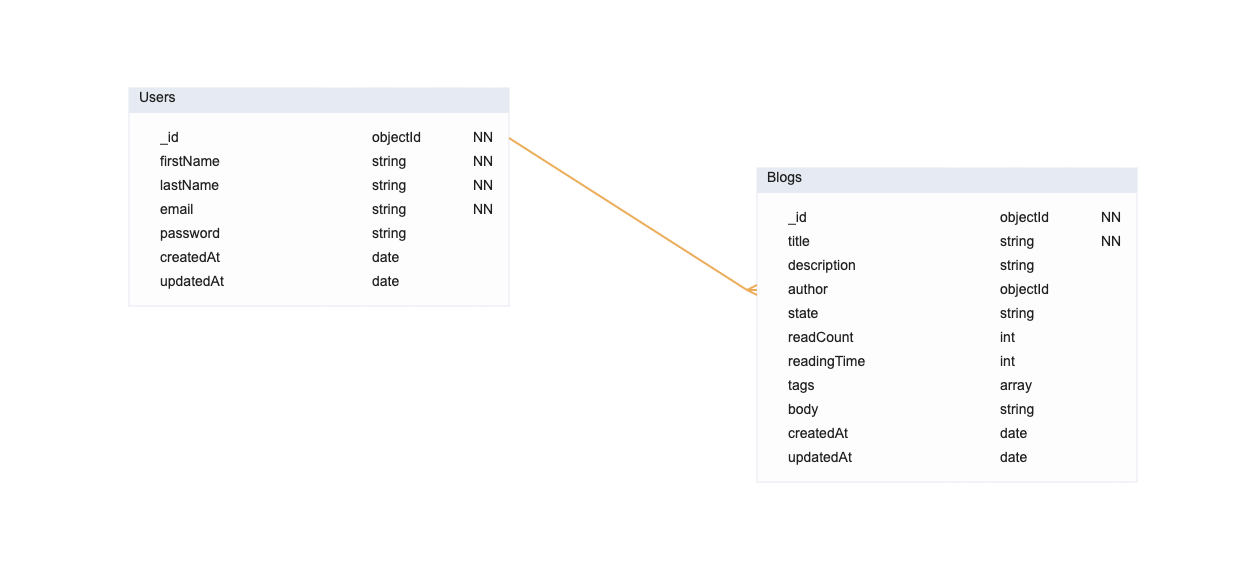 Users
_id objectId NN
firstName string NN
lastName string NN
email string NN
password string
createdAt date
updatedAt date
Blogs
_id objectId NN
title string NN
description string
author objectId
state string
readCount int
readingTime int
tags array
body string
createdAt date
updatedAt date